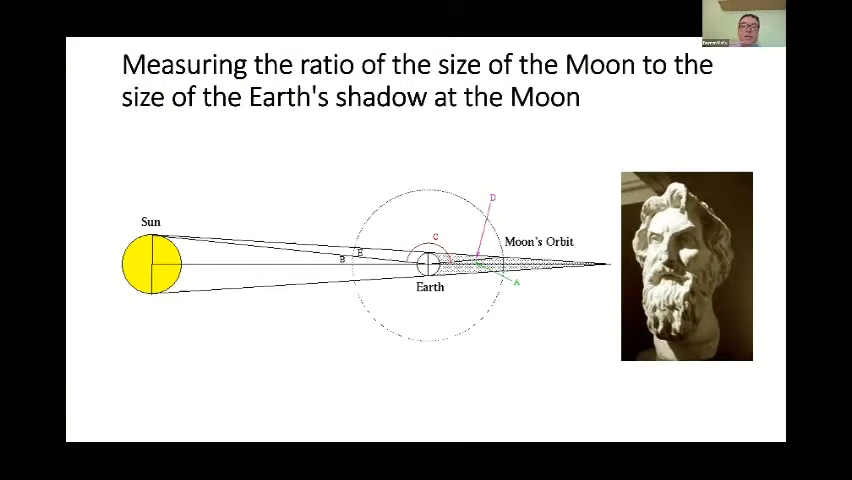 Measuring the ratio of the size of the Moon to the
size of the Earth's shadow at the Moon
D
Sun
C
Moon's Orbit
E
B
Earth
A